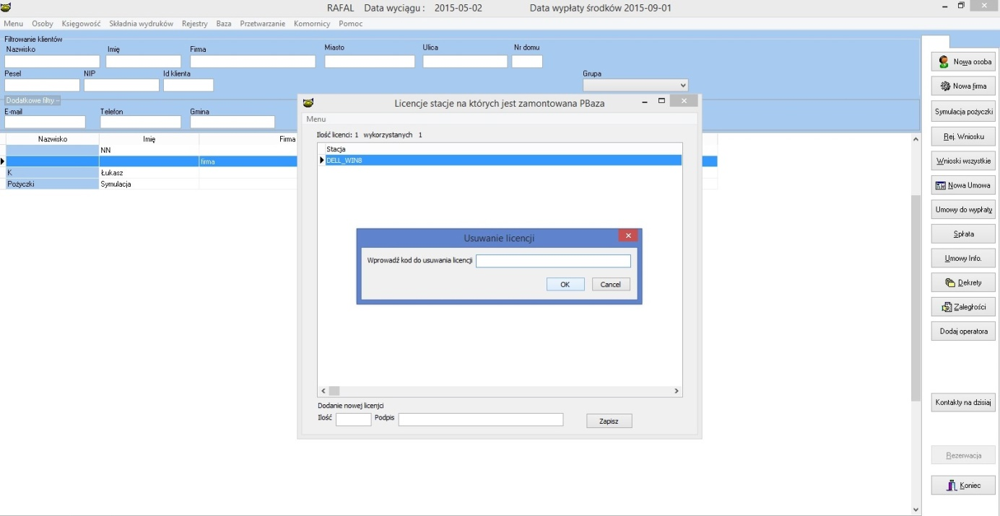 RAFAL Data wyciągu : 2015-05-02 Data wypłaty środków 2015-09-01
Menu Osoby Księgowość Składnia wydruków Rejestry Baza Przetwarzanie Komornicy Pomoc
Filtrowanie klientów
Nazwisko Imię Firma Miasto Ulica Nr domu
Pesel NIP Id klienta Grupa
Dodatkowe filtry --
E-mail Telefon Gmina
Nazwisko Imię Firma
NN
firma
K Łukasz
Pożyczki Symulacja
Licencje stacje na których jest zamontowana PBaza
Menu
Ilość licenci: 1 wykorzystanych 1
Stacja
DELL_WIN8
Usuwanie licencji
Wprowadź kod do usuwania licencji
OK Cancel
Dodanie nowej licenjci
Ilość Podpis Zapisz
Nowa osoba
Nowa firma
Symulacja pożyczki
Rej. Wniosku
Wnioski wszystkie
Nowa Umowa
Umowy do wypłaty
Spłata
Umowy Info.
Dekrety
Zaległości
Dodaj operatora
Kontakty na dzisiaj
Rezerwacja
Koniec